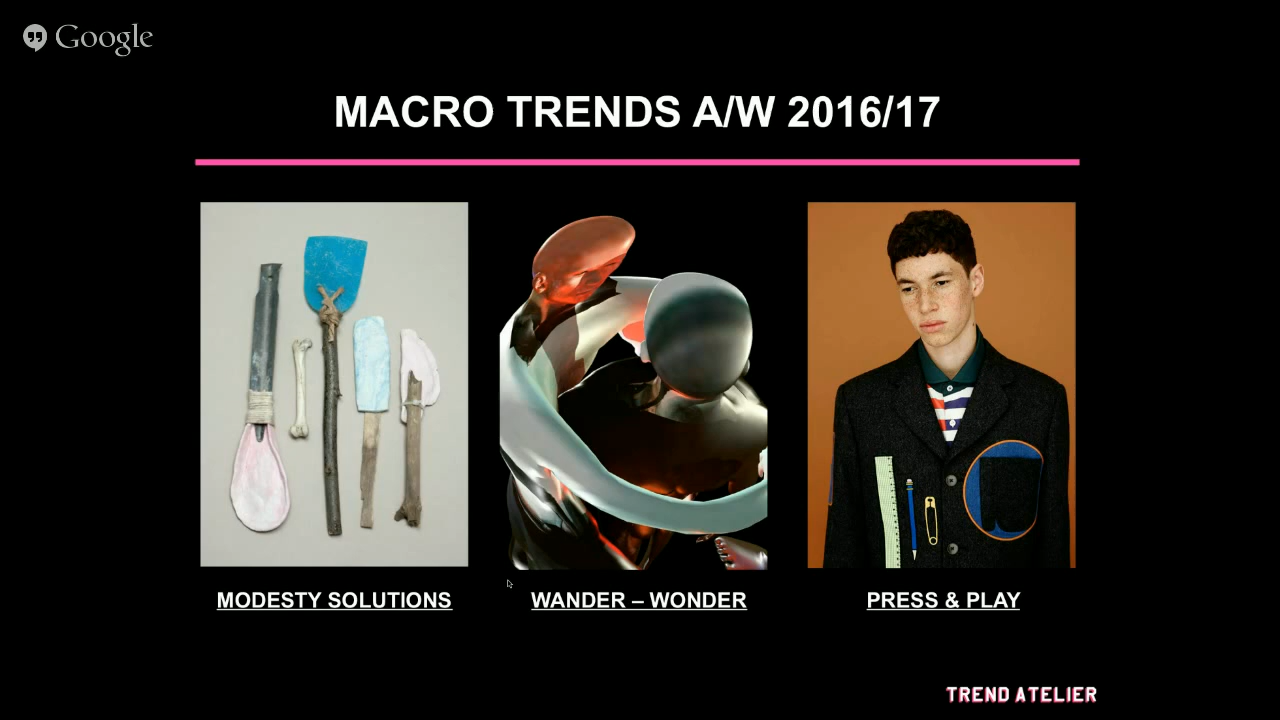 Google
MACRO TRENDS A/W 2016/17
MODESTY SOLUTIONS
WANDER – WONDER
PRESS & PLAY
TREND ATELIER